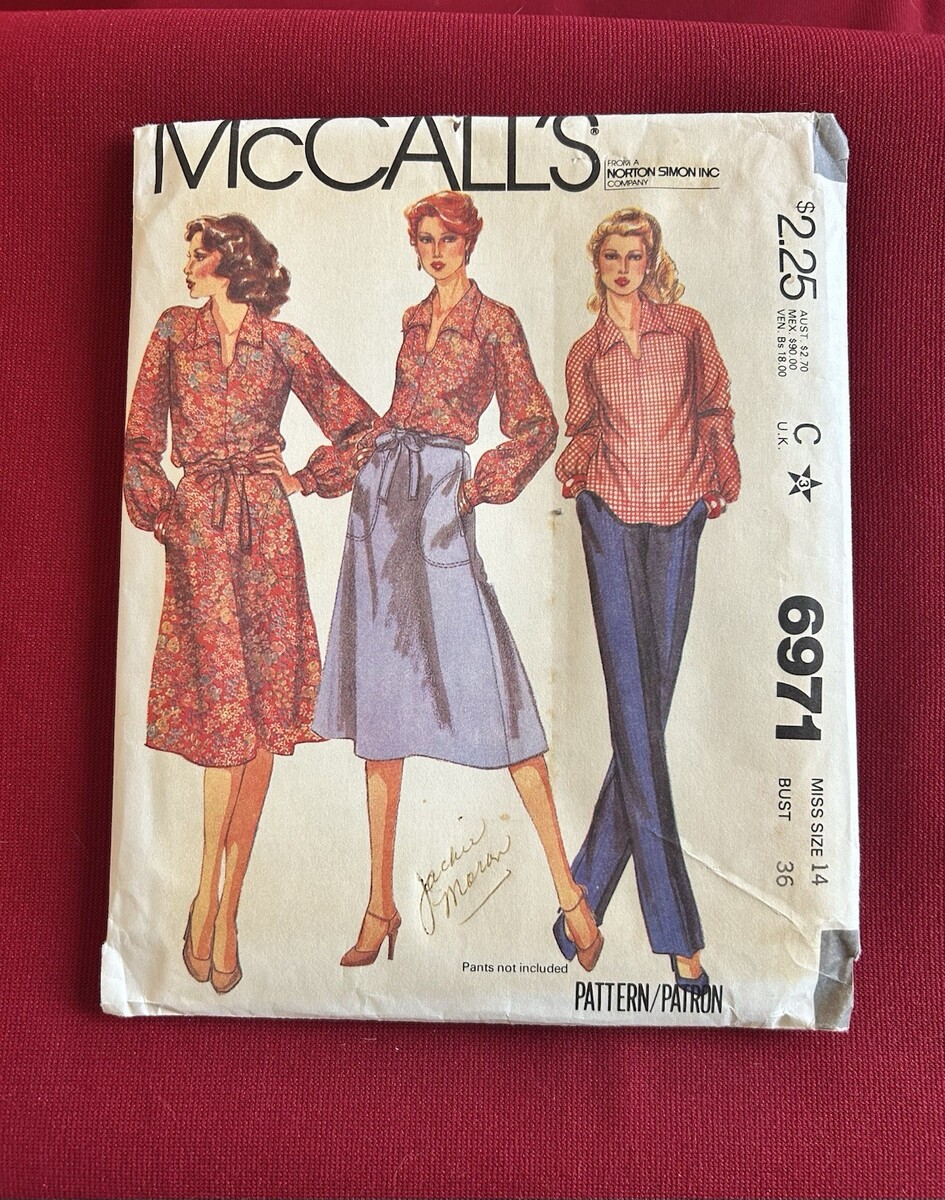 McCALL'S®
FROM A
NORTON SIMON INC
COMPANY
$2.25
AUST. $2.70
MEX. $90.00
VEN. Bs 18.00
C
U.K.
3
6971
MISS SIZE 14
BUST 36
Jackie
Moran
Pants not included
PATTERN/PATRON